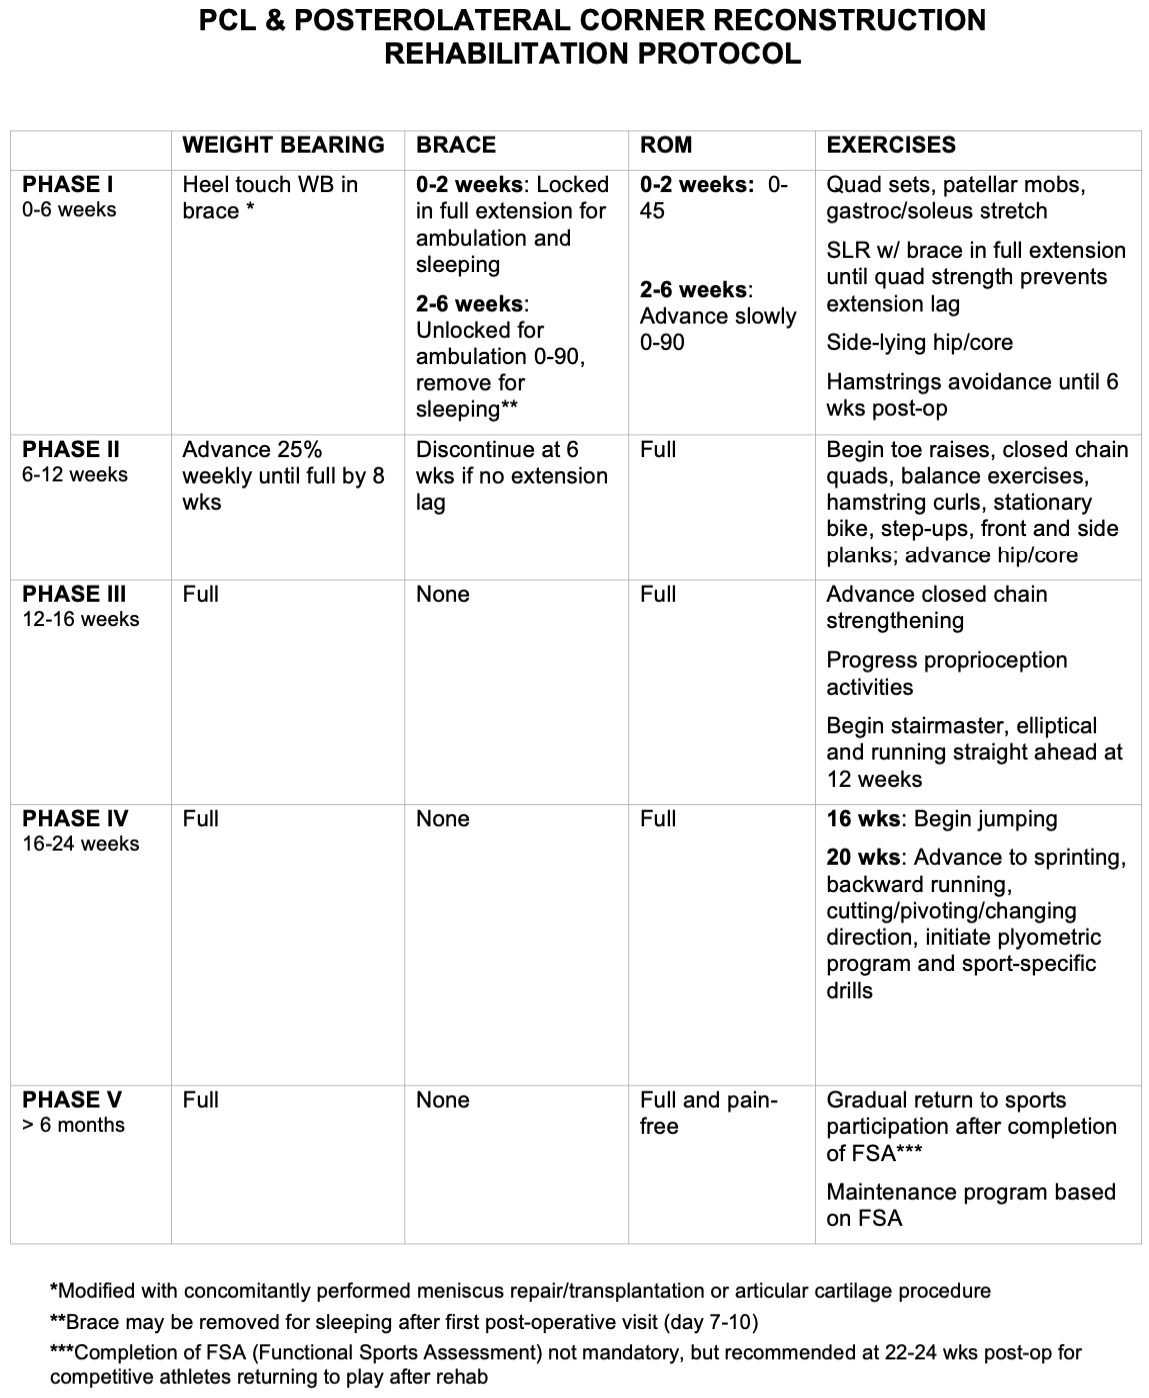 PCL & POSTEROLATERAL CORNER RECONSTRUCTION
REHABILITATION PROTOCOL
WEIGHT BEARING
BRACE
ROM
EXERCISES
PHASE I
0-6 weeks
Heel touch WB in
brace *
0-2 weeks: Locked
in full extension for
ambulation and
sleeping
2-6 weeks:
Unlocked for
ambulation 0-90,
remove for
sleeping**
0-2 weeks:  0-
45
2-6 weeks:
Advance slowly
0-90
Quad sets, patellar mobs,
gastroc/soleus stretch
SLR w/ brace in full extension
until quad strength prevents
extension lag
Side-lying hip/core
Hamstrings avoidance until 6
wks post-op
PHASE II
6-12 weeks
Advance 25%
weekly until full by 8
wks
Discontinue at 6
wks if no extension
lag
Full
Begin toe raises, closed chain
quads, balance exercises,
hamstring curls, stationary
bike, step-ups, front and side
planks; advance hip/core
PHASE III
12-16 weeks
Full
None
Full
Advance closed chain
strengthening
Progress proprioception
activities
Begin stairmaster, elliptical
and running straight ahead at
12 weeks
PHASE IV
16-24 weeks
Full
None
Full
16 wks: Begin jumping
20 wks: Advance to sprinting,
backward running,
cutting/pivoting/changing
direction, initiate plyometric
program and sport-specific
drills
PHASE V
> 6 months
Full
None
Full and pain-
free
Gradual return to sports
participation after completion
of FSA***
Maintenance program based
on FSA
*Modified with concomitantly performed meniscus repair/transplantation or articular cartilage procedure
**Brace may be removed for sleeping after first post-operative visit (day 7-10)
***Completion of FSA (Functional Sports Assessment) not mandatory, but recommended at 22-24 wks post-op for
competitive athletes returning to play after rehab